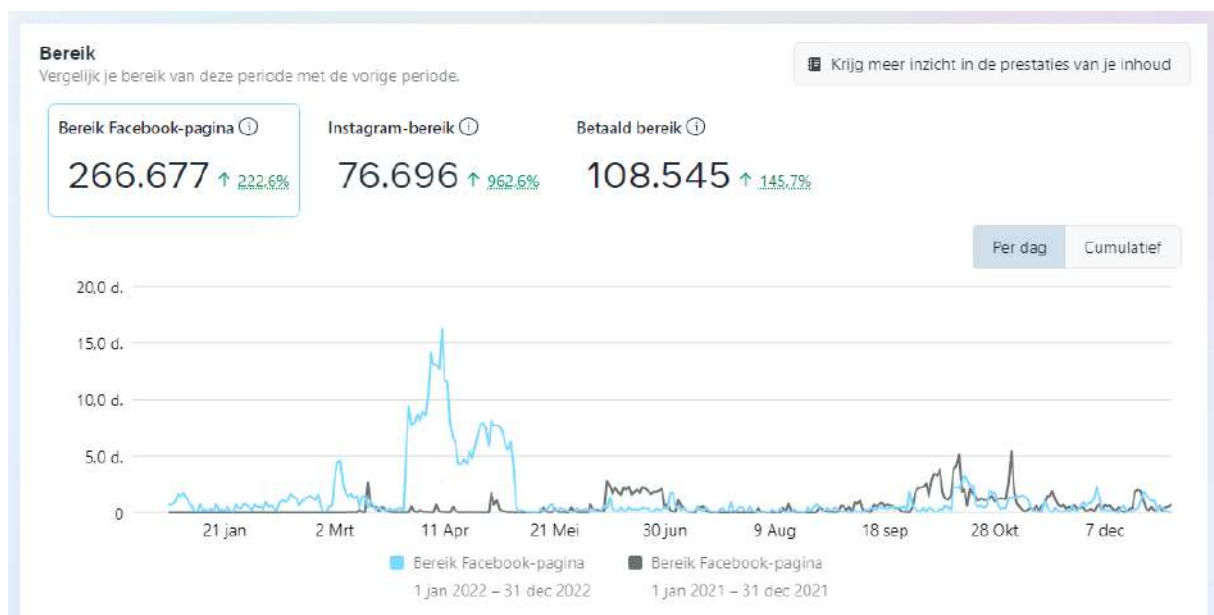 Bereik
Vergelijk je bereik van deze periode met de vorige periode.
Krijg meer inzicht in de prestaties van je inhoud
Bereik Facebook-pagina
266.677 ↑ 222,6%
Instagram-bereik
76.696 ↑ 962,6%
Betaald bereik
108.545 ↑ 145,7%
Per dag
Cumulatief
20,0 d.
15,0 d.
10,0 d.
5,0 d.
0
21 jan
2 Mrt
11 Apr
21 Mei
30 jun
9 Aug
18 sep
28 Okt
7 dec
Bereik Facebook-pagina
1 jan 2022 – 31 dec 2022
Bereik Facebook-pagina
1 jan 2021 – 31 dec 2021